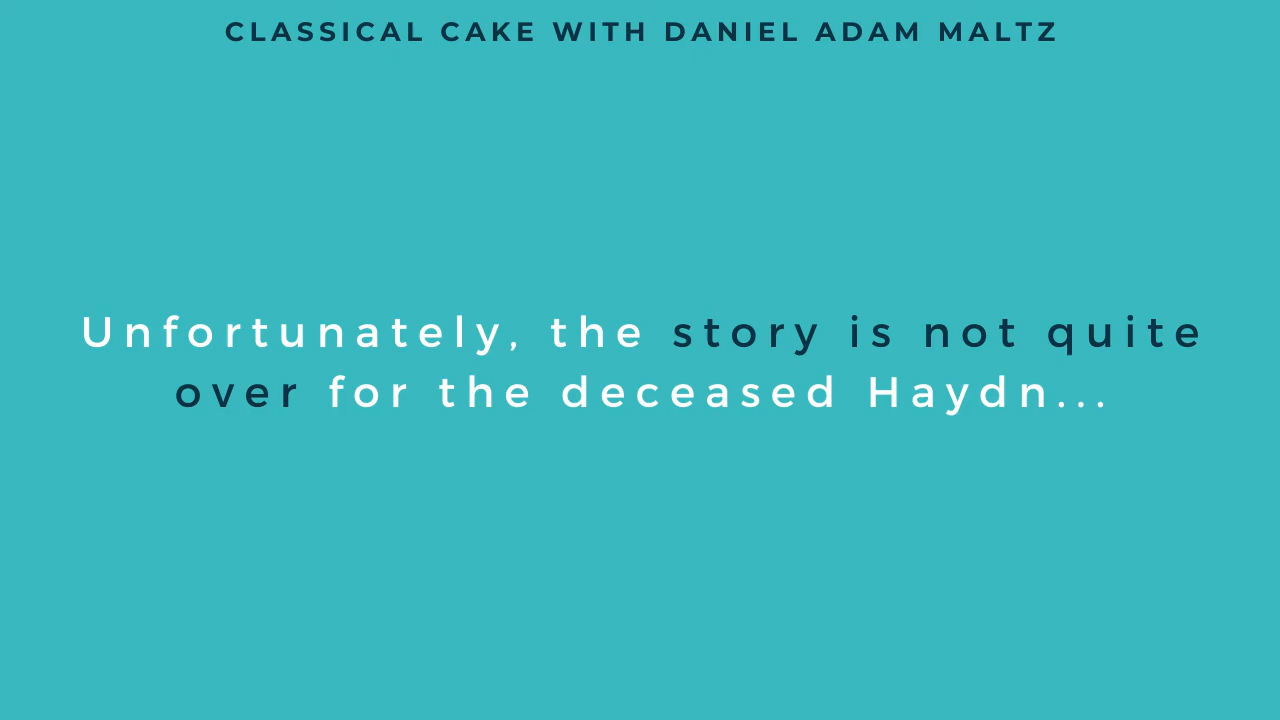 CLASSICAL CAKE WITH DANIEL ADAM MALTZ
Unfortunately, the story is not quite
over for the deceased Haydn...